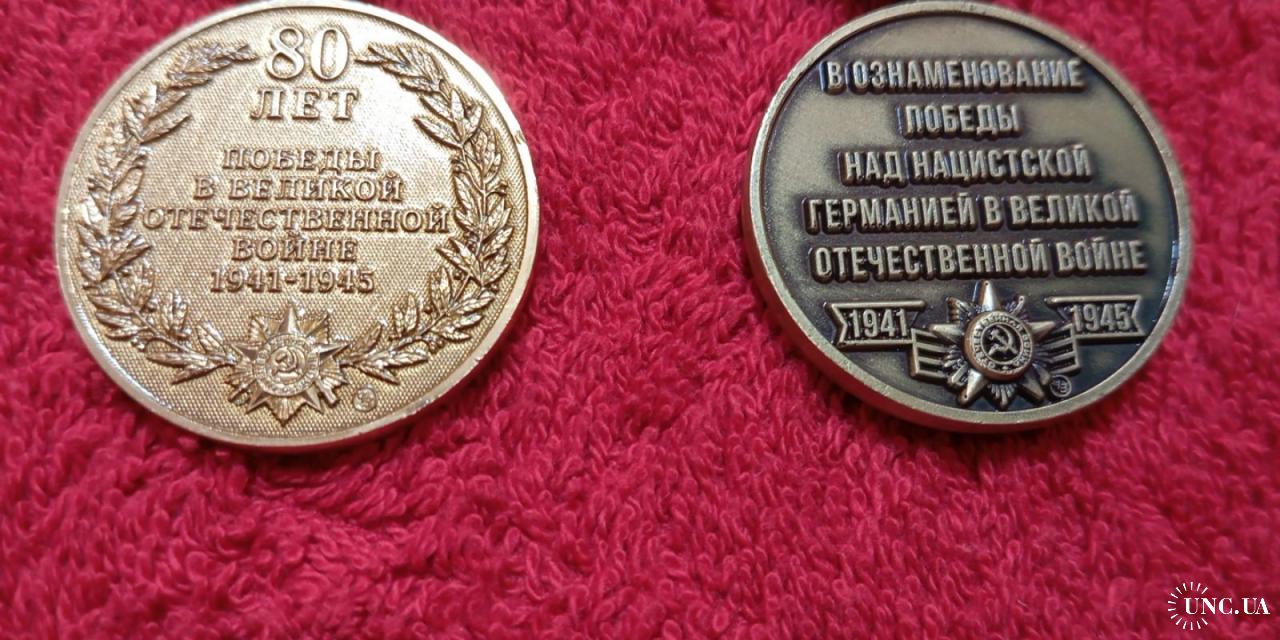 80
ЛЕТ
ПОБЕДЫ
В ВЕЛИКОЙ
ОТЕЧЕСТВЕННОЙ
ВОЙНЕ
1941-1945
В ОЗНАМЕНОВАНИЕ
ПОБЕДЫ
НАД НАЦИСТСКОЙ
ГЕРМАНИЕЙ В ВЕЛИКОЙ
ОТЕЧЕСТВЕННОЙ ВОЙНЕ
1941 1945
UNC.UA